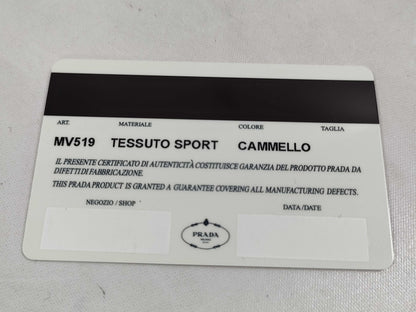 ART. MATERIALE COLORE TAGLIA
MV519 TESSUTO SPORT CAMMELLO
IL PRESENTE CERTIFICATO DI AUTENTICITÀ COSTITUISCE GARANZIA DEL PRODOTTO PRADA DA
DIFETTI DI FABBRICAZIONE.
THIS PRADA PRODUCT IS GRANTED A GUARANTEE COVERING ALL MANUFACTURING DEFECTS.
NEGOZIO / SHOP DATA/DATE
PRADA
MILANO